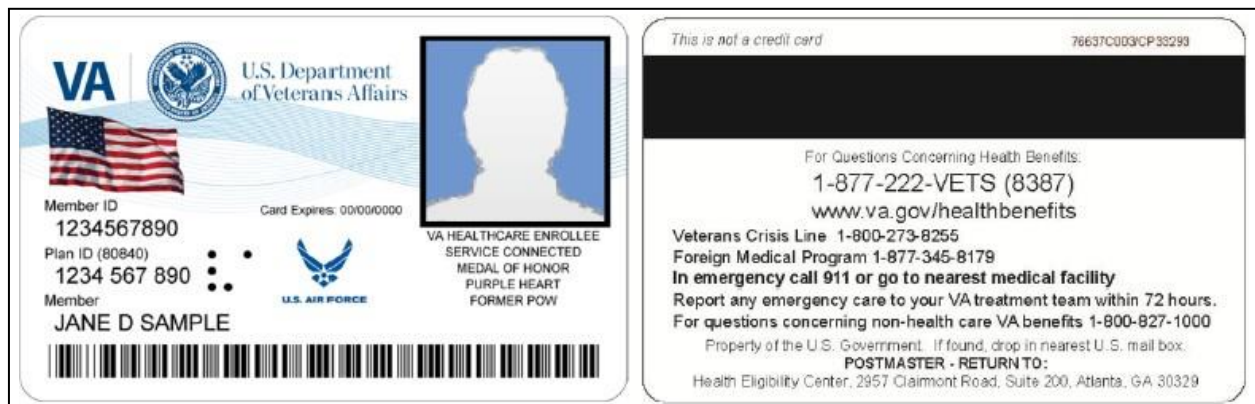 VA
U.S. Department
of Veterans Affairs
Member ID
1234567890
Card Expires: 00/00/0000
Plan ID (80840)
1234 567 890
U.S. AIR FORCE
VA HEALTHCARE ENROLLEE
SERVICE CONNECTED
MEDAL OF HONOR
PURPLE HEART
FORMER POW
Member
JANE D SAMPLE
This is not a credit card
76637C003/CP33293
For Questions Concerning Health Benefits:
1-877-222-VETS (8387)
www.va.gov/healthbenefits
Veterans Crisis Line 1-800-273-8255
Foreign Medical Program 1-877-345-8179
In emergency call 911 or go to nearest medical facility
Report any emergency care to your VA treatment team within 72 hours.
For questions concerning non-health care VA benefits 1-800-827-1000
Property of the U.S. Government. If found, drop in nearest U.S. mail box.
POSTMASTER - RETURN TO:
Health Eligibility Center, 2957 Clairmont Road, Suite 200, Atlanta, GA 30329